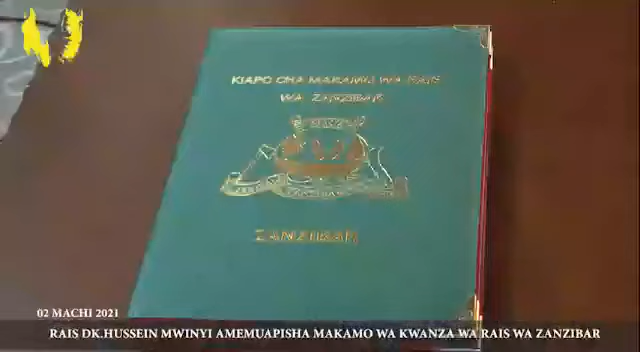 KIAPO CHA MAKAMU WA RAIS
WA ZANZIBAR
ZANZIBAR
02 MACHI 2021
RAIS DK.HUSSEIN MWINYI AMEMUAPISHA MAKAMO WA KWANZA WA RAIS WA ZANZIBAR